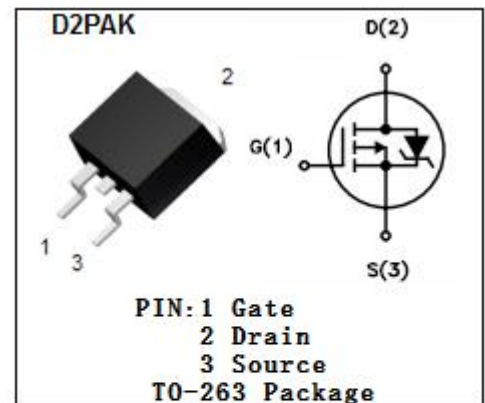 D2PAK
D(2)
2
G(1)
1
3
S(3)
PIN:1 Gate
2 Drain
3 Source
TO-263 Package